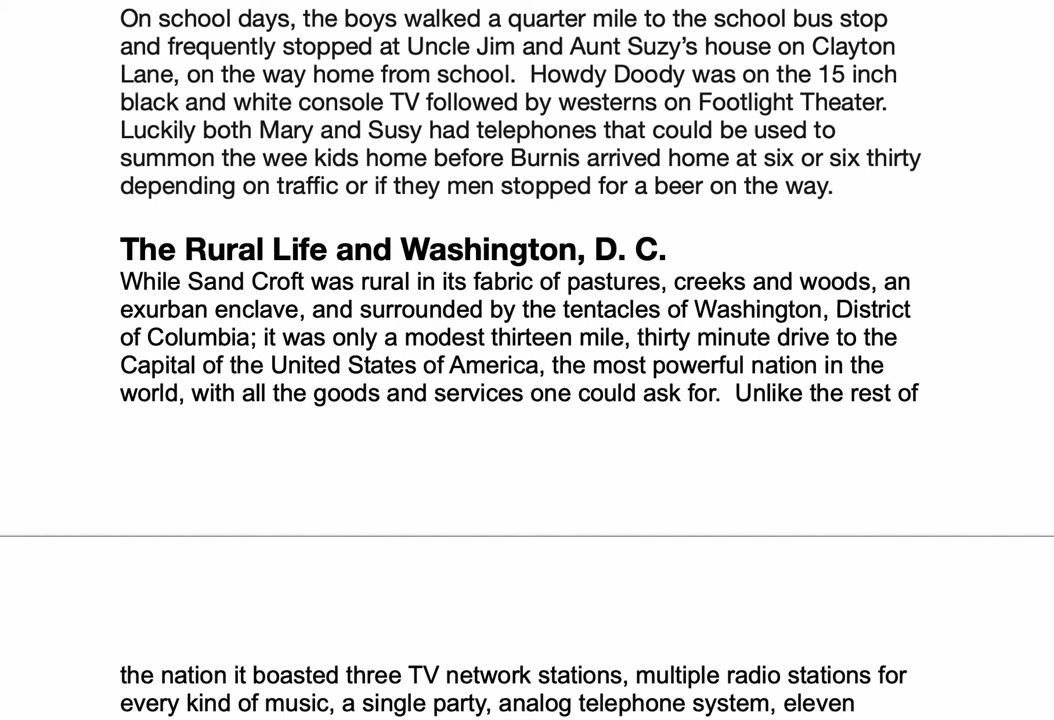 On school days, the boys walked a quarter mile to the school bus stop
and frequently stopped at Uncle Jim and Aunt Suzy’s house on Clayton
Lane, on the way home from school.  Howdy Doody was on the 15 inch
black and white console TV followed by westerns on Footlight Theater.
Luckily both Mary and Susy had telephones that could be used to
summon the wee kids home before Burnis arrived home at six or six thirty
depending on traffic or if they men stopped for a beer on the way.
The Rural Life and Washington, D. C.
While Sand Croft was rural in its fabric of pastures, creeks and woods, an
exurban enclave, and surrounded by the tentacles of Washington, District
of Columbia; it was only a modest thirteen mile, thirty minute drive to the
Capital of the United States of America, the most powerful nation in the
world, with all the goods and services one could ask for.  Unlike the rest of
the nation it boasted three TV network stations, multiple radio stations for
every kind of music, a single party, analog telephone system, eleven